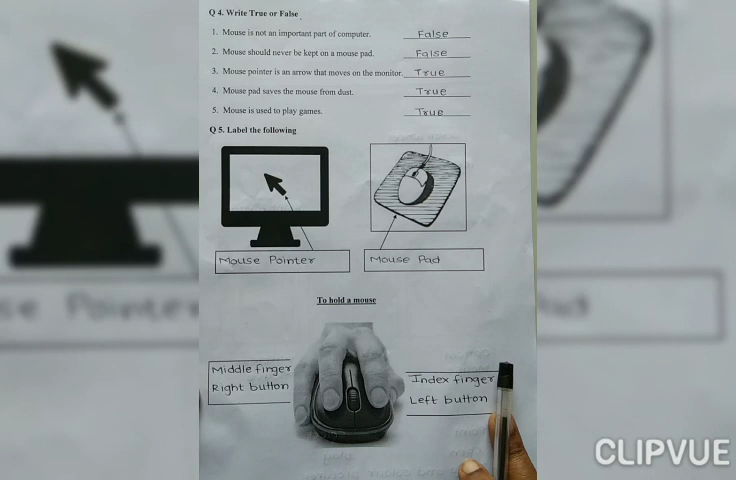 Q 4. Write True or False
1. Mouse is not an important part of computer. False
2. Mouse should never be kept on a mouse pad. False
3. Mouse pointer is an arrow that moves on the monitor. True
4. Mouse pad saves the mouse from dust. True
5. Mouse is used to play games. True
Q 5. Label the following
Mouse Pointer
Mouse Pad
To hold a mouse
Middle finger
Right button
Index finger
Left button
CLIPVUE